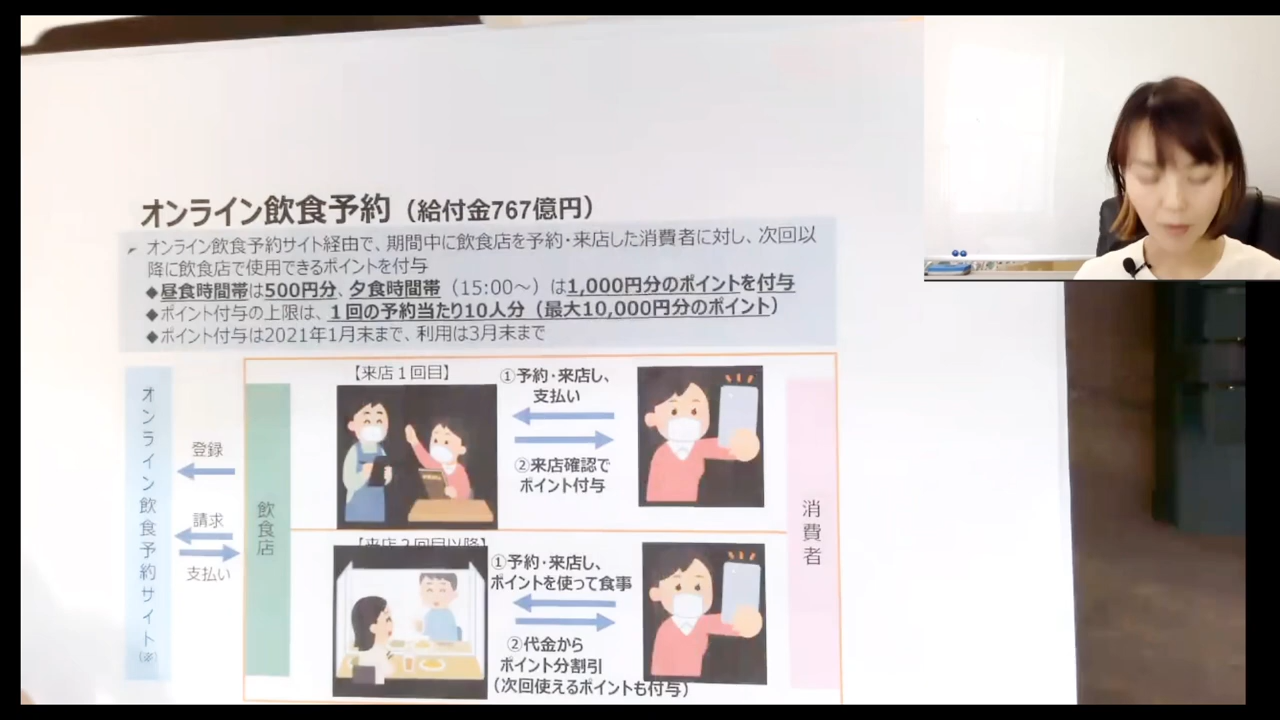 オンライン飲食予約（給付金767億円）
オンライン飲食予約サイト経由で、期間中に飲食店を予約・来店した消費者に対し、次回以
降に飲食店で使用できるポイントを付与
◆昼食時間帯は500円分、夕食時間帯（15:00～）は1,000円分のポイントを付与
◆ポイント付与の上限は、１回の予約当たり10人分（最大10,000円分のポイント）
◆ポイント付与は2021年1月末まで、利用は3月末まで
オンライン飲食予約サイト(※)
登録
請求
支払い
飲食店
【来店１回目】
①予約・来店し、
支払い
②来店確認で
ポイント付与
【来店２回目以降】
①予約・来店し、
ポイントを使って食事
②代金から
ポイント分割引
（次回使えるポイントも付与）
消費者